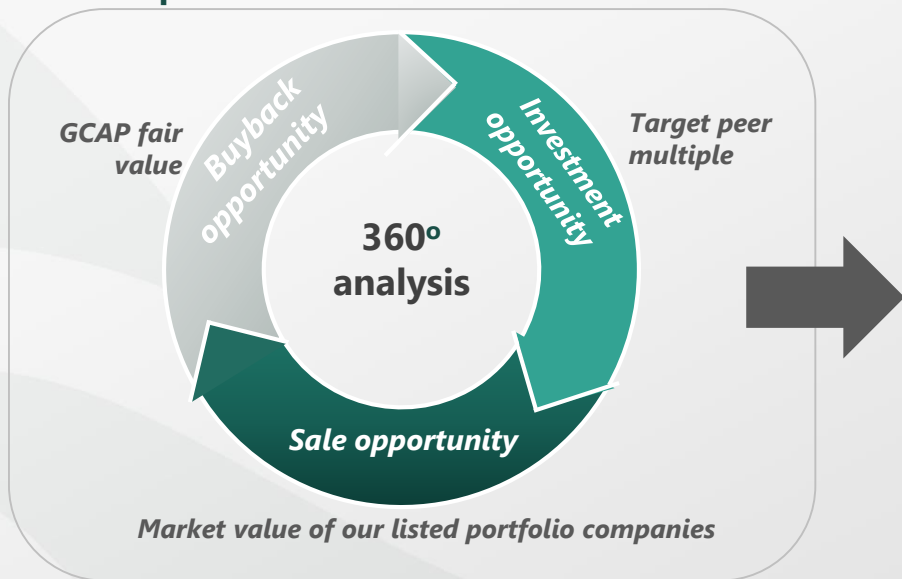 GCAP fair
value
Buyback
opportunity
Investment
opportunity
Target peer
multiple
360º
analysis
Sale opportunity
Market value of our listed portfolio companies